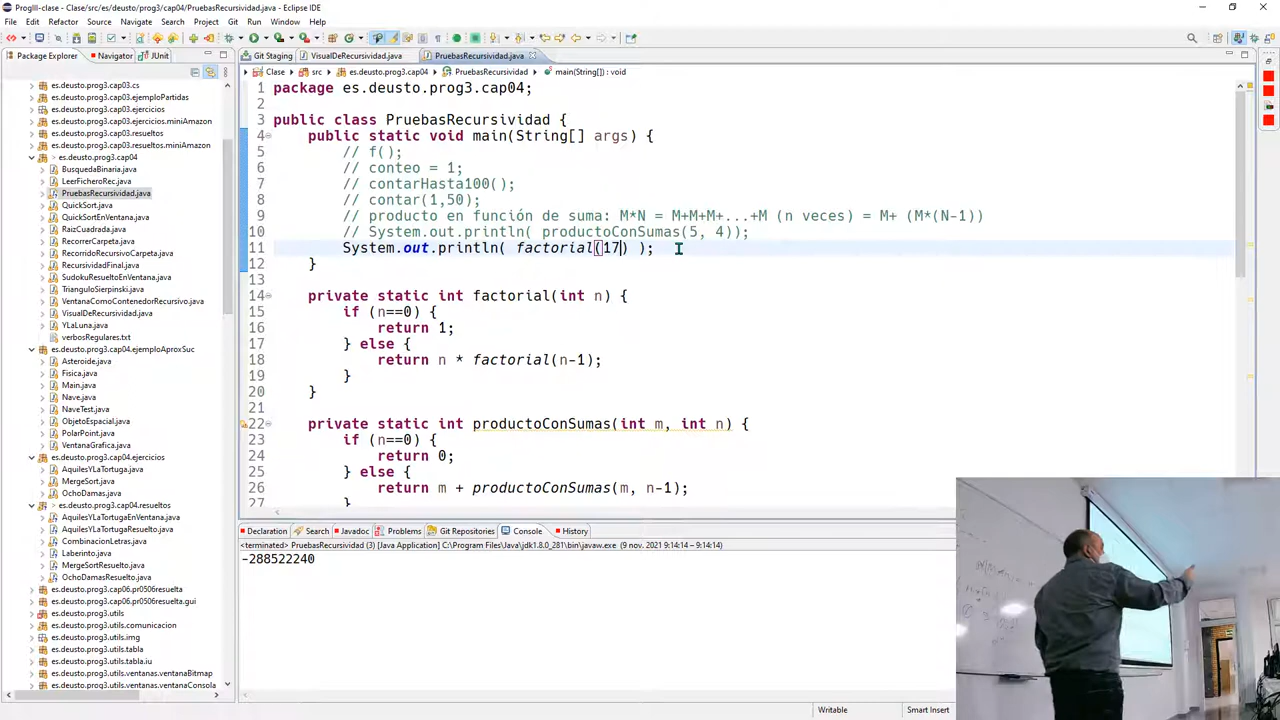 ProgIII-clase - Clase/src/es/deusto/prog3/cap04/PruebasRecursividad.java - Eclipse IDE
File Edit Refactor Source Navigate Search Project Git Run Window Help
Package Explorer Navigator JUnit
Git Staging VisualDeRecursividad.java PruebasRecursividad.java
Clase src es.deusto.prog3.cap04 PruebasRecursividad main(String[]) : void
es.deusto.prog3.cap03.cs
es.deusto.prog3.cap03.ejemploPartidas
es.deusto.prog3.cap03.ejercicios
es.deusto.prog3.cap03.ejercicios.miniAmazon
es.deusto.prog3.cap03.resueltos
es.deusto.prog3.cap03.resueltos.miniAmazon
es.deusto.prog3.cap04
BusquedaBinaria.java
LeerFicheroRec.java
PruebasRecursividad.java
QuickSort.java
QuickSortEnVentana.java
RecorrerCarpeta.java
RecorridoRecursivoCarpeta.java
RecursividadFinal.java
SudokuResueltoEnVentana.java
TrianguloSierpinski.java
VentanaComoContenedorRecursivo.java
VisualDeRecursividad.java
YLaLuna.java
verbosRegulares.txt
es.deusto.prog3.cap04.ejemploAproxSuc
Asteroide.java
Fisica.java
Main.java
Nave.java
NaveTest.java
ObjetoEspacial.java
PolarPoint.java
VentanaGrafica.java
es.deusto.prog3.cap04.ejercicios
AquilesYLaTortuga.java
MergeSort.java
OchoDamas.java
es.deusto.prog3.cap04.resueltos
AquilesYLaTortugaEnVentana.java
AquilesYLaTortugaResuelto.java
CombinacionLetras.java
Laberinto.java
MergeSortResuelto.java
OchoDamasResuelto.java
es.deusto.prog3.cap06.pr0506resuelta
es.deusto.prog3.cap06.pr0506resuelta.gui
es.deusto.prog3.utils
es.deusto.prog3.utils.comunicacion
es.deusto.prog3.utils.img
es.deusto.prog3.utils.tabla
es.deusto.prog3.utils.tabla.iu
es.deusto.prog3.utils.ventanas.ventanaBitmap
es.deusto.prog3.utils.ventanas.ventanaConsola
1 package es.deusto.prog3.cap04;
2
3 public class PruebasRecursividad {
4 public static void main(String[] args) {
5 // f();
6 // conteo = 1;
7 // contarHasta100();
8 // contar(1,50);
9 // producto en función de suma: M*N = M+M+M+...+M (n veces) = M+ (M*(N-1))
10 // System.out.println( productoConSumas(5, 4));
11 System.out.println( factorial(17) );
12 }
13
14 private static int factorial(int n) {
15 if (n==0) {
16 return 1;
17 } else {
18 return n * factorial(n-1);
19 }
20 }
21
22 private static int productoConSumas(int m, int n) {
23 if (n==0) {
24 return 0;
25 } else {
26 return m + productoConSumas(m, n-1);
27 }
Declaration Search Javadoc Problems Git Repositories Console History
<terminated> PruebasRecursividad (3) [Java Application] C:\Program Files\Java\jdk1.8.0_281\bin\javaw.exe (9 nov. 2021 9:14:14 – 9:14:14)
-288522240
Writable Smart Insert